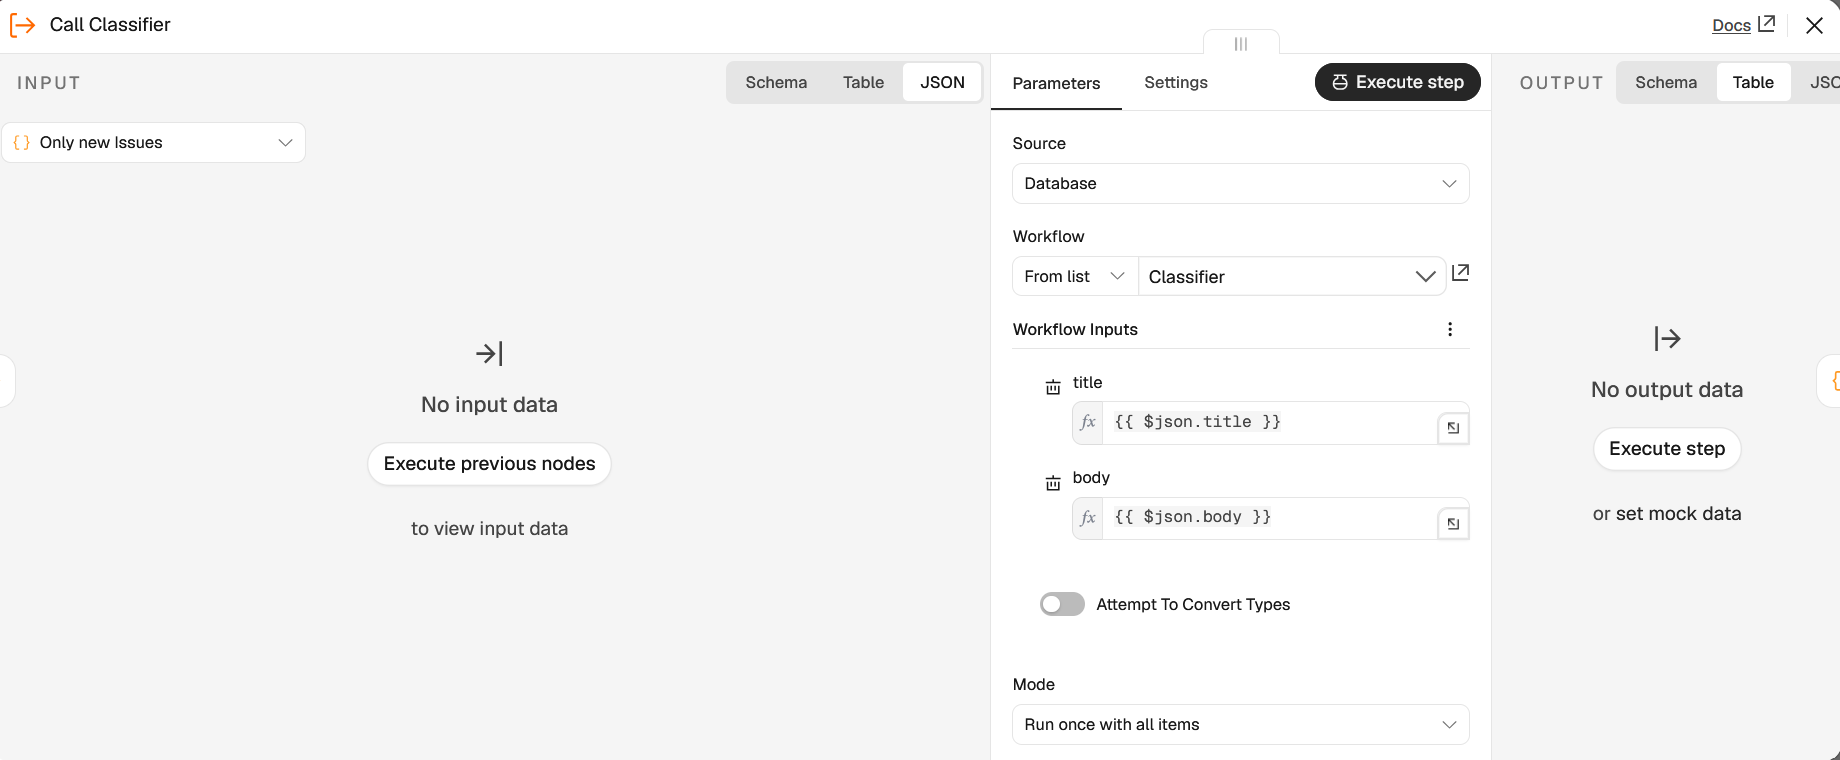 Call Classifier
Docs
INPUT
Schema
Table
JSON
Only new Issues
No input data
Execute previous nodes
to view input data
Parameters
Settings
Execute step
Source
Database
Workflow
From list
Classifier
Workflow Inputs
title
fx
{{ $json.title }}
body
fx
{{ $json.body }}
Attempt To Convert Types
Mode
Run once with all items
OUTPUT
Schema
Table
No output data
Execute step
or set mock data